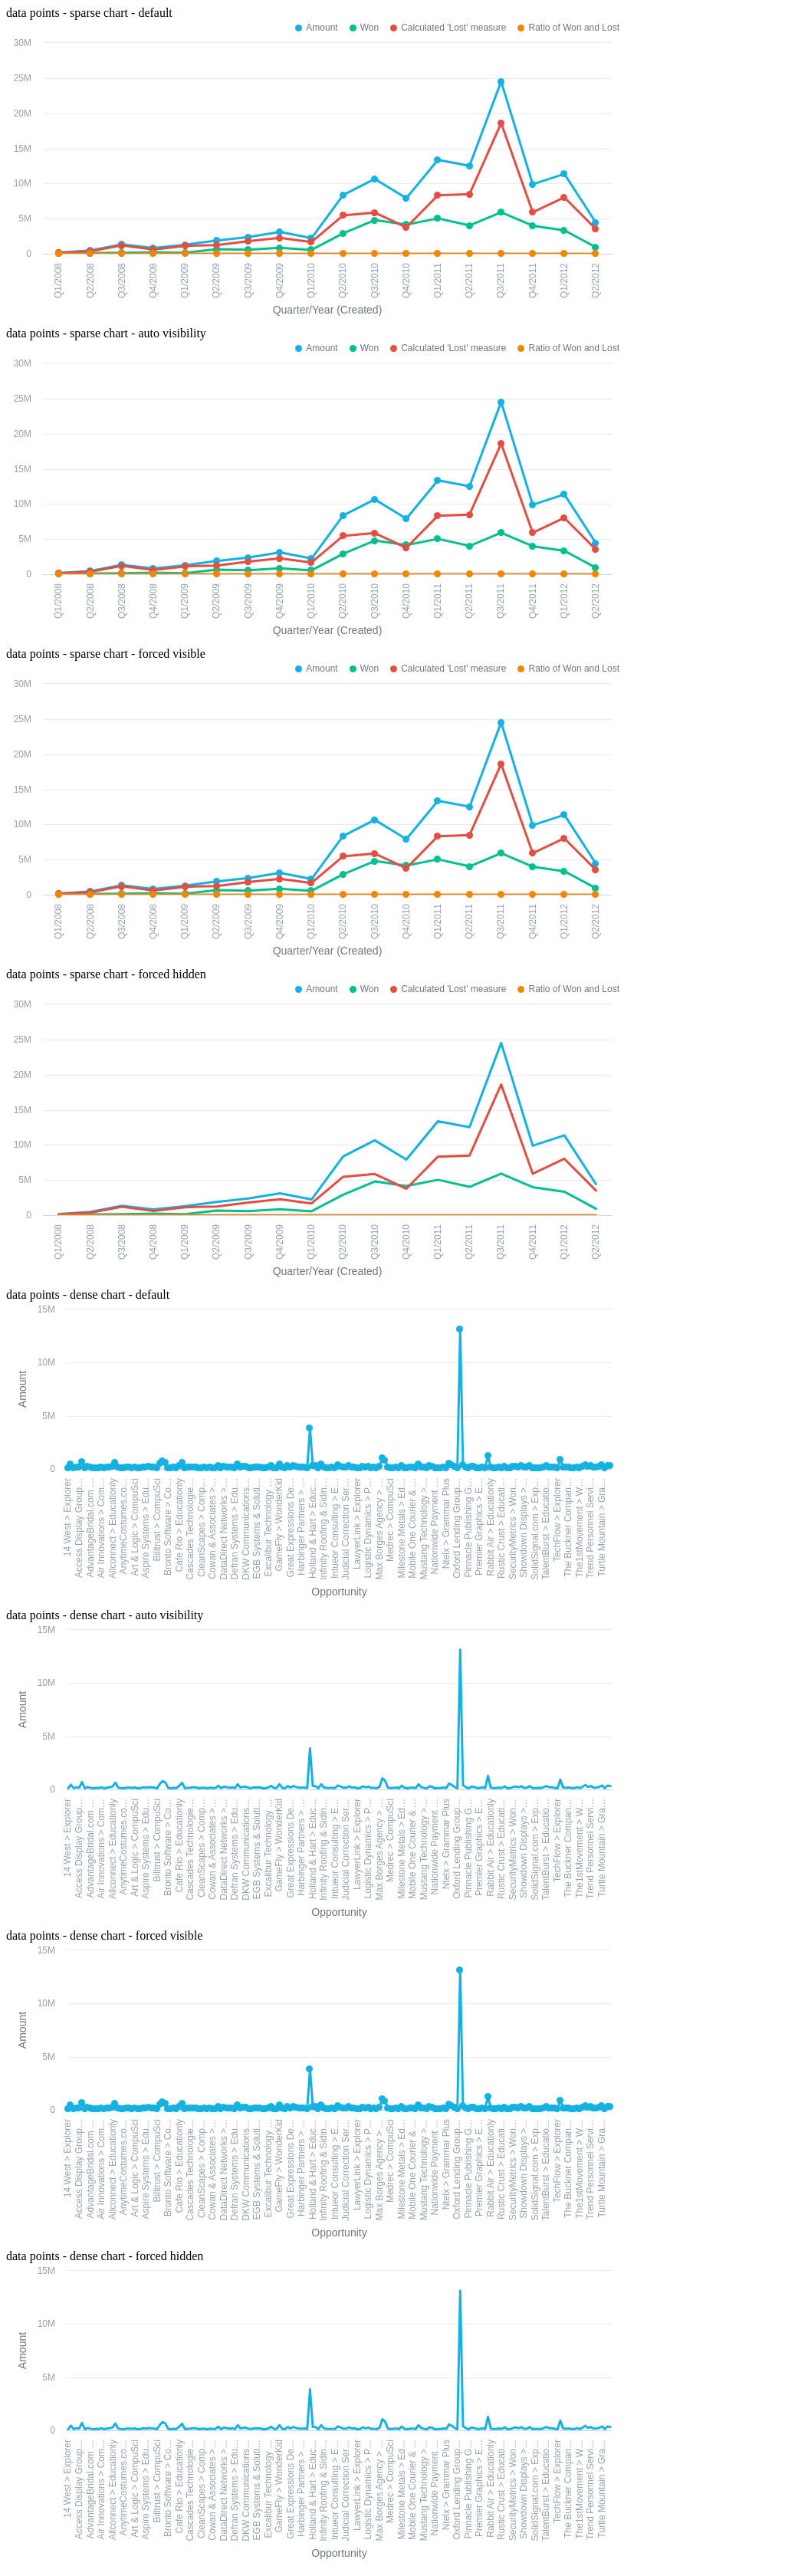 data points - sparse chart - default
Amount Won Calculated 'Lost' measure Ratio of Won and Lost
30M
25M
20M
15M
10M
5M
0
Q1/2008 Q2/2008 Q3/2008 Q4/2008 Q1/2009 Q2/2009 Q3/2009 Q4/2009 Q1/2010 Q2/2010 Q3/2010 Q4/2010 Q1/2011 Q2/2011 Q3/2011 Q4/2011 Q1/2012 Q2/2012
Quarter/Year (Created)
data points - sparse chart - auto visibility
Amount Won Calculated 'Lost' measure Ratio of Won and Lost
30M
25M
20M
15M
10M
5M
0
Q1/2008 Q2/2008 Q3/2008 Q4/2008 Q1/2009 Q2/2009 Q3/2009 Q4/2009 Q1/2010 Q2/2010 Q3/2010 Q4/2010 Q1/2011 Q2/2011 Q3/2011 Q4/2011 Q1/2012 Q2/2012
Quarter/Year (Created)
data points - sparse chart - forced visible
Amount Won Calculated 'Lost' measure Ratio of Won and Lost
30M
25M
20M
15M
10M
5M
0
Q1/2008 Q2/2008 Q3/2008 Q4/2008 Q1/2009 Q2/2009 Q3/2009 Q4/2009 Q1/2010 Q2/2010 Q3/2010 Q4/2010 Q1/2011 Q2/2011 Q3/2011 Q4/2011 Q1/2012 Q2/2012
Quarter/Year (Created)
data points - sparse chart - forced hidden
Amount Won Calculated 'Lost' measure Ratio of Won and Lost
30M
25M
20M
15M
10M
5M
0
Q1/2008 Q2/2008 Q3/2008 Q4/2008 Q1/2009 Q2/2009 Q3/2009 Q4/2009 Q1/2010 Q2/2010 Q3/2010 Q4/2010 Q1/2011 Q2/2011 Q3/2011 Q4/2011 Q1/2012 Q2/2012
Quarter/Year (Created)
data points - dense chart - default
15M
10M
5M
0
Amount
14 West > Explorer
Access Display Group…
AdvantageBridal.com …
Air Innovations > Com…
Allconnect > Educationly
AnytimeCostumes.co…
Art & Logic > CompuSci
Aspire Systems > Edu…
Billtrust > CompuSci
Bronto Software > Co…
Cafe Rio > Educationly
Cascades Technologie…
CleanScapes > Comp…
Cowan & Associates >…
DataDirect Networks >…
Defran Systems > Edu…
DKW Communications…
EGB Systems & Soluti…
Excalibur Technology …
GameFly > WonderKid
Great Expressions De…
Harbinger Partners > …
Holland & Hart > Educ…
Infinity Roofing & Sidin…
Intueor Consulting > E…
Judicial Correction Ser…
LawyerLink > Explorer
Logistic Dynamics > P…
Max Borges Agency >…
Medrec > CompuSci
Milestone Metals > Ed…
Mobile One Courier & …
Mustang Technology >…
Nationwide Payment …
Ntelx > Grammar Plus
Oxford Lending Group…
Pinnacle Publishing G…
Premier Graphics > E…
Rabbit Air > Educationly
Rustic Crust > Educati…
SecurityMetrics > Won…
Showdown Displays >…
SolidSignal.com > Exp…
TalentBurst > Educatio…
TechFlow > Explorer
The Buckner Compan…
The1stMovement > W…
Trend Personnel Servi…
Turtle Mountain > Gra…
Opportunity
data points - dense chart - auto visibility
15M
10M
5M
0
Amount
14 West > Explorer
Access Display Group…
AdvantageBridal.com …
Air Innovations > Com…
Allconnect > Educationly
AnytimeCostumes.co…
Art & Logic > CompuSci
Aspire Systems > Edu…
Billtrust > CompuSci
Bronto Software > Co…
Cafe Rio > Educationly
Cascades Technologie…
CleanScapes > Comp…
Cowan & Associates >…
DataDirect Networks >…
Defran Systems > Edu…
DKW Communications…
EGB Systems & Soluti…
Excalibur Technology …
GameFly > WonderKid
Great Expressions De…
Harbinger Partners > …
Holland & Hart > Educ…
Infinity Roofing & Sidin…
Intueor Consulting > E…
Judicial Correction Ser…
LawyerLink > Explorer
Logistic Dynamics > P…
Max Borges Agency >…
Medrec > CompuSci
Milestone Metals > Ed…
Mobile One Courier & …
Mustang Technology >…
Nationwide Payment …
Ntelx > Grammar Plus
Oxford Lending Group…
Pinnacle Publishing G…
Premier Graphics > E…
Rabbit Air > Educationly
Rustic Crust > Educati…
SecurityMetrics > Won…
Showdown Displays >…
SolidSignal.com > Exp…
TalentBurst > Educatio…
TechFlow > Explorer
The Buckner Compan…
The1stMovement > W…
Trend Personnel Servi…
Turtle Mountain > Gra…
Opportunity
data points - dense chart - forced visible
15M
10M
5M
0
Amount
14 West > Explorer
Access Display Group…
AdvantageBridal.com …
Air Innovations > Com…
Allconnect > Educationly
AnytimeCostumes.co…
Art & Logic > CompuSci
Aspire Systems > Edu…
Billtrust > CompuSci
Bronto Software > Co…
Cafe Rio > Educationly
Cascades Technologie…
CleanScapes > Comp…
Cowan & Associates >…
DataDirect Networks >…
Defran Systems > Edu…
DKW Communications…
EGB Systems & Soluti…
Excalibur Technology …
GameFly > WonderKid
Great Expressions De…
Harbinger Partners > …
Holland & Hart > Educ…
Infinity Roofing & Sidin…
Intueor Consulting > E…
Judicial Correction Ser…
LawyerLink > Explorer
Logistic Dynamics > P…
Max Borges Agency >…
Medrec > CompuSci
Milestone Metals > Ed…
Mobile One Courier & …
Mustang Technology >…
Nationwide Payment …
Ntelx > Grammar Plus
Oxford Lending Group…
Pinnacle Publishing G…
Premier Graphics > E…
Rabbit Air > Educationly
Rustic Crust > Educati…
SecurityMetrics > Won…
Showdown Displays >…
SolidSignal.com > Exp…
TalentBurst > Educatio…
TechFlow > Explorer
The Buckner Compan…
The1stMovement > W…
Trend Personnel Servi…
Turtle Mountain > Gra…
Opportunity
data points - dense chart - forced hidden
15M
10M
5M
0
Amount
14 West > Explorer
Access Display Group…
AdvantageBridal.com …
Air Innovations > Com…
Allconnect > Educationly
AnytimeCostumes.co…
Art & Logic > CompuSci
Aspire Systems > Edu…
Billtrust > CompuSci
Bronto Software > Co…
Cafe Rio > Educationly
Cascades Technologie…
CleanScapes > Comp…
Cowan & Associates >…
DataDirect Networks >…
Defran Systems > Edu…
DKW Communications…
EGB Systems & Soluti…
Excalibur Technology …
GameFly > WonderKid
Great Expressions De…
Harbinger Partners > …
Holland & Hart > Educ…
Infinity Roofing & Sidin…
Intueor Consulting > E…
Judicial Correction Ser…
LawyerLink > Explorer
Logistic Dynamics > P…
Max Borges Agency >…
Medrec > CompuSci
Milestone Metals > Ed…
Mobile One Courier & …
Mustang Technology >…
Nationwide Payment …
Ntelx > Grammar Plus
Oxford Lending Group…
Pinnacle Publishing G…
Premier Graphics > E…
Rabbit Air > Educationly
Rustic Crust > Educati…
SecurityMetrics > Won…
Showdown Displays >…
SolidSignal.com > Exp…
TalentBurst > Educatio…
TechFlow > Explorer
The Buckner Compan…
The1stMovement > W…
Trend Personnel Servi…
Turtle Mountain > Gra…
Opportunity